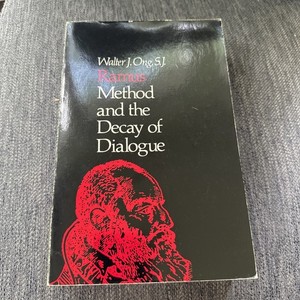 Walter J. Ong, S.J.
Ramus
Method
and the
Decay of
Dialogue